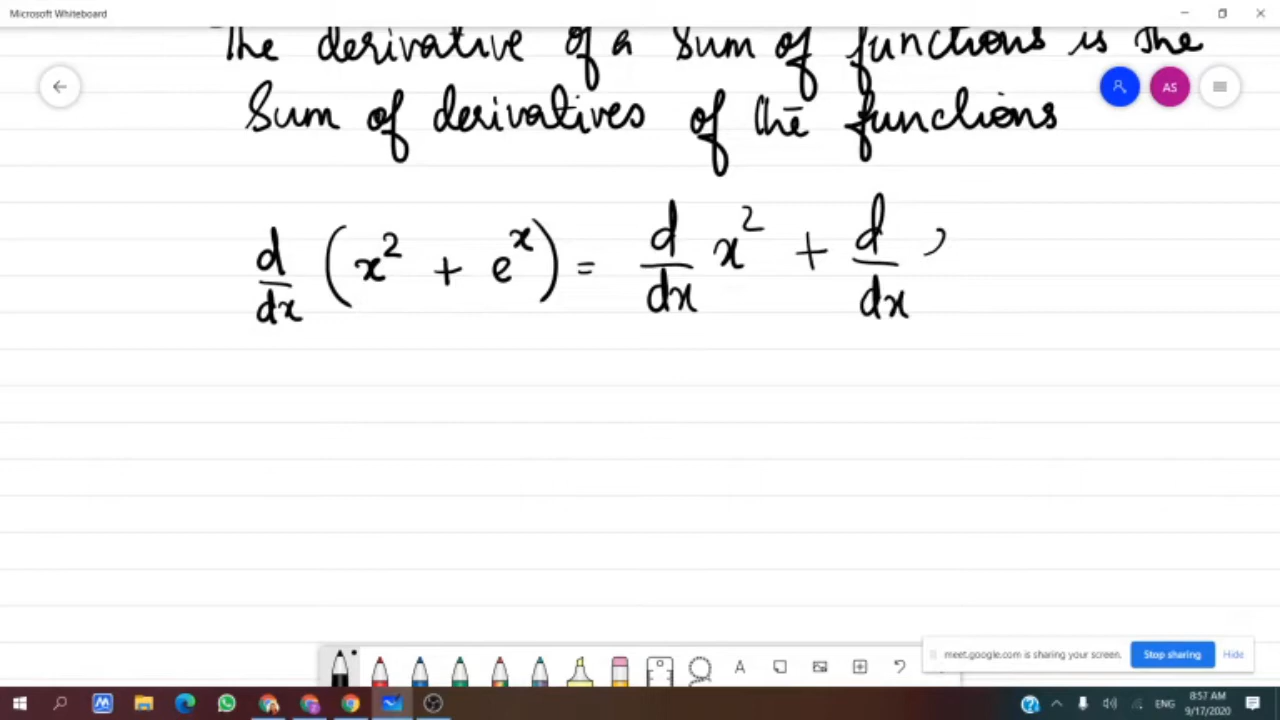 Microsoft Whiteboard
The derivative of a sum of functions is the
Sum of derivatives of the functions
AS
d/dx (x² + eˣ) = d/dx x² + d/dx
meet.google.com is sharing your screen.
Stop sharing
Hide
A
ENG
8:57 AM
9/17/2020